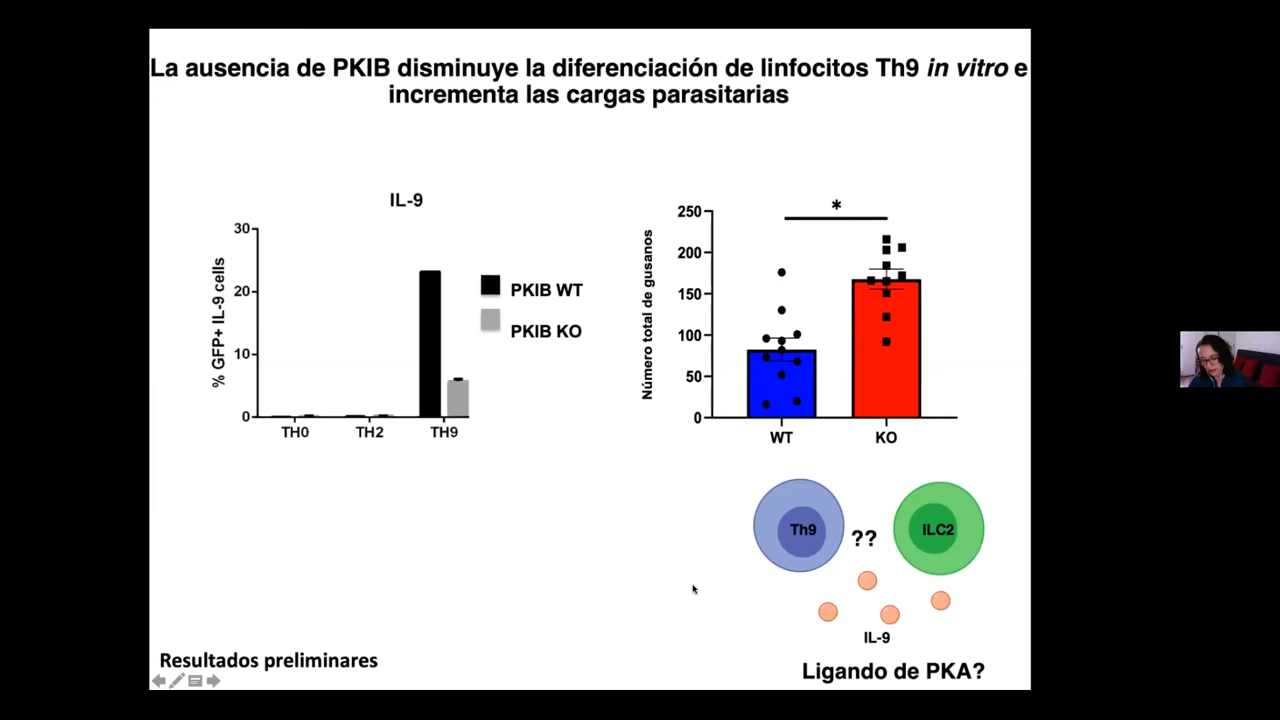 La ausencia de PKIB disminuye la diferenciación de linfocitos Th9 in vitro e
incrementa las cargas parasitarias
IL-9
% GFP+ IL-9 cells
30
20
10
0
TH0
TH2
TH9
PKIB WT
PKIB KO
Número total de gusanos
250
200
150
100
50
0
*
WT
KO
Th9
??
ILC2
IL-9
Ligando de PKA?
Resultados preliminares